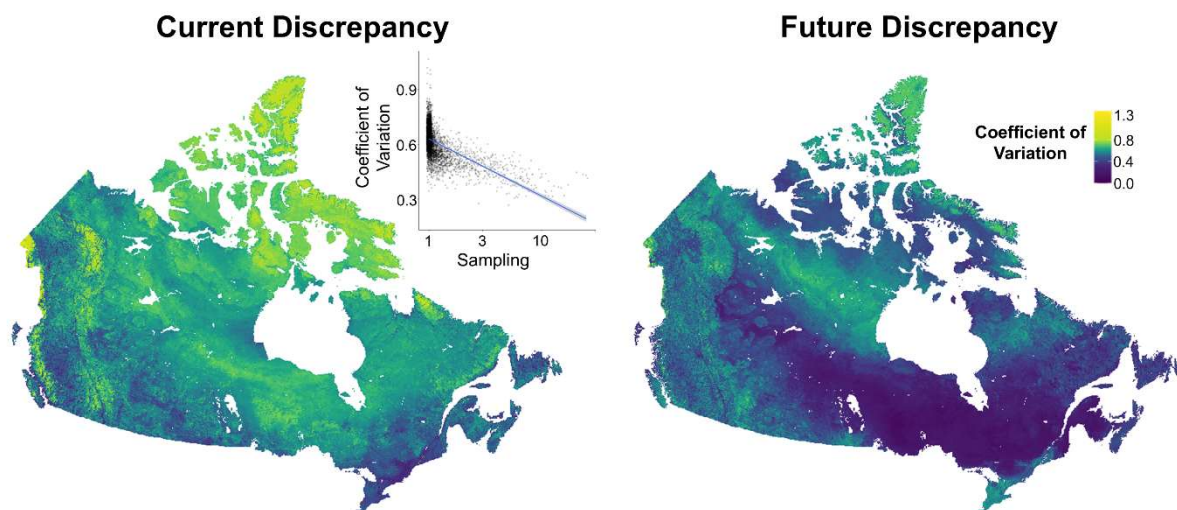 Current Discrepancy
Future Discrepancy
Coefficient of
Variation
0.9
0.6
0.3
1
3
10
Sampling
Coefficient of
Variation
1.3
0.8
0.4
0.0